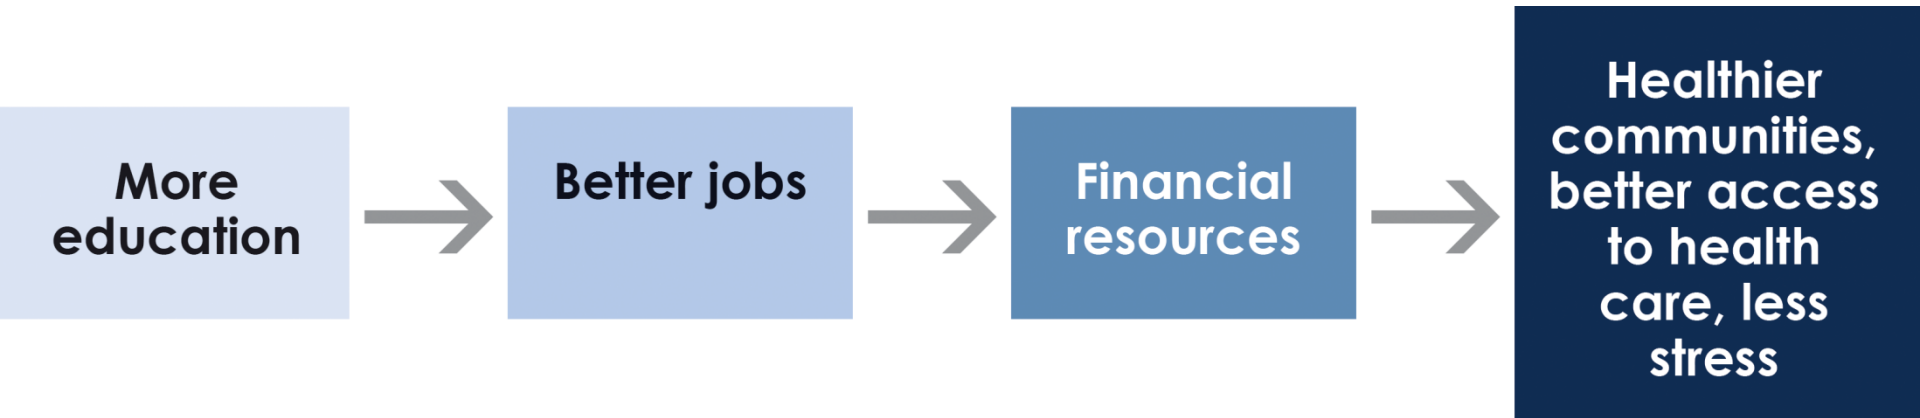 More
education
Better jobs
Financial
resources
Healthier
communities,
better access
to health
care, less
stress